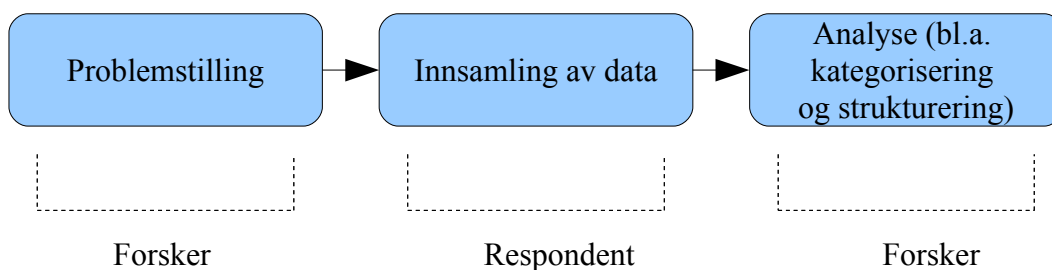 Problemstilling
Innsamling av data
Analyse (bl.a.
kategorisering
og strukturering)
Forsker
Respondent
Forsker